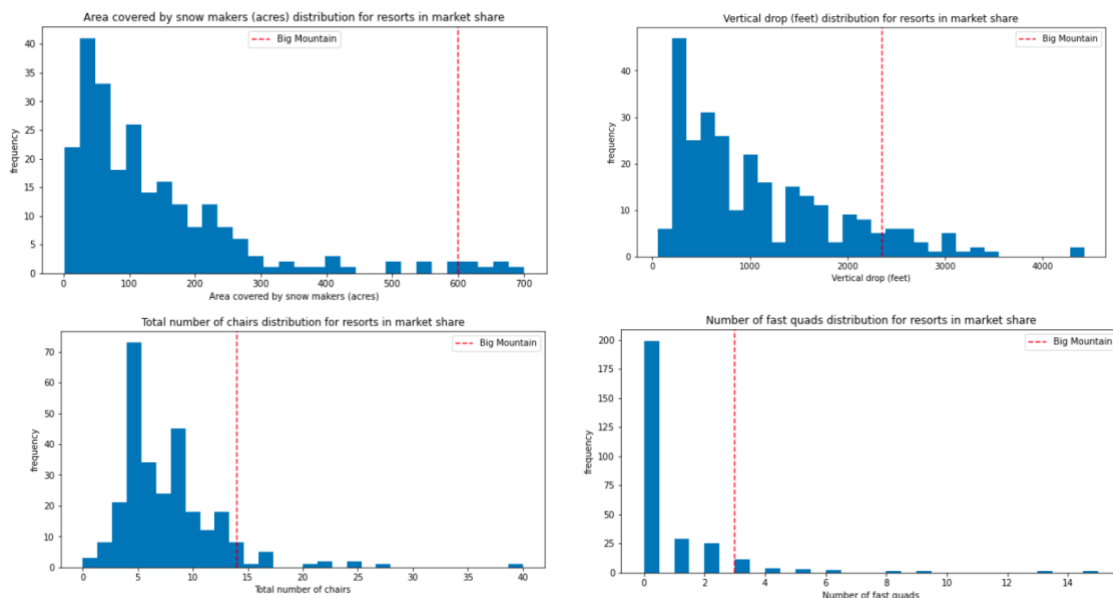 Area covered by snow makers (acres) distribution for resorts in market share
Big Mountain
frequency
40
35
30
25
20
15
10
5
0
0 100 200 300 400 500 600 700
Area covered by snow makers (acres)
Vertical drop (feet) distribution for resorts in market share
Big Mountain
frequency
40
30
20
10
0
0 1000 2000 3000 4000
Vertical drop (feet)
Total number of chairs distribution for resorts in market share
Big Mountain
frequency
70
60
50
40
30
20
10
0
0 5 10 15 20 25 30 35 40
Total number of chairs
Number of fast quads distribution for resorts in market share
Big Mountain
frequency
200
175
150
125
100
75
50
25
0
0 2 4 6 8 10 12 14
Number of fast quads